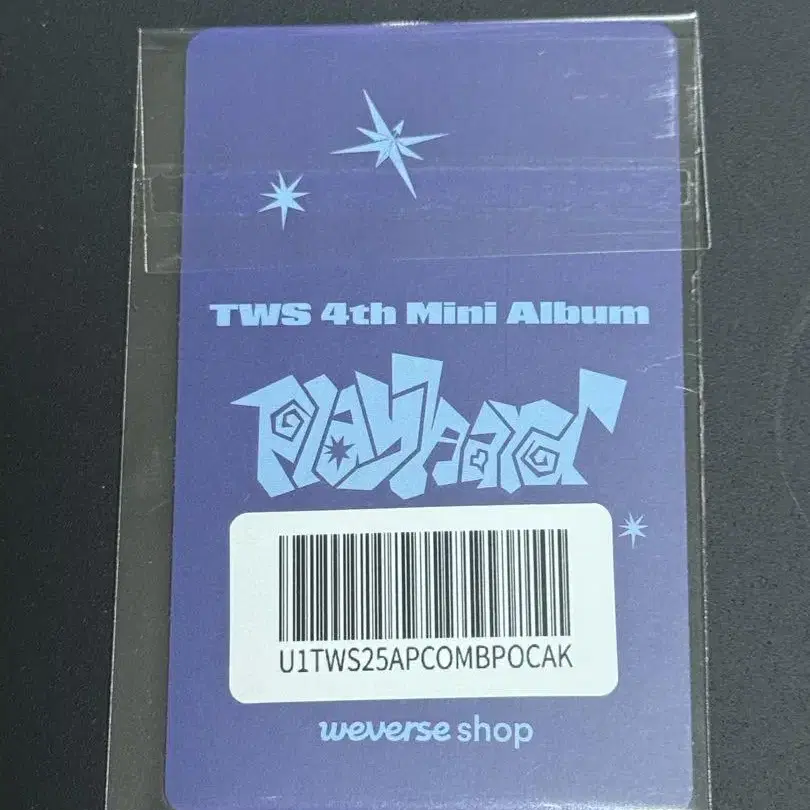 TWS 4th Mini Album
play hard
U1TWS25APCOMBPOCAK
weverse shop